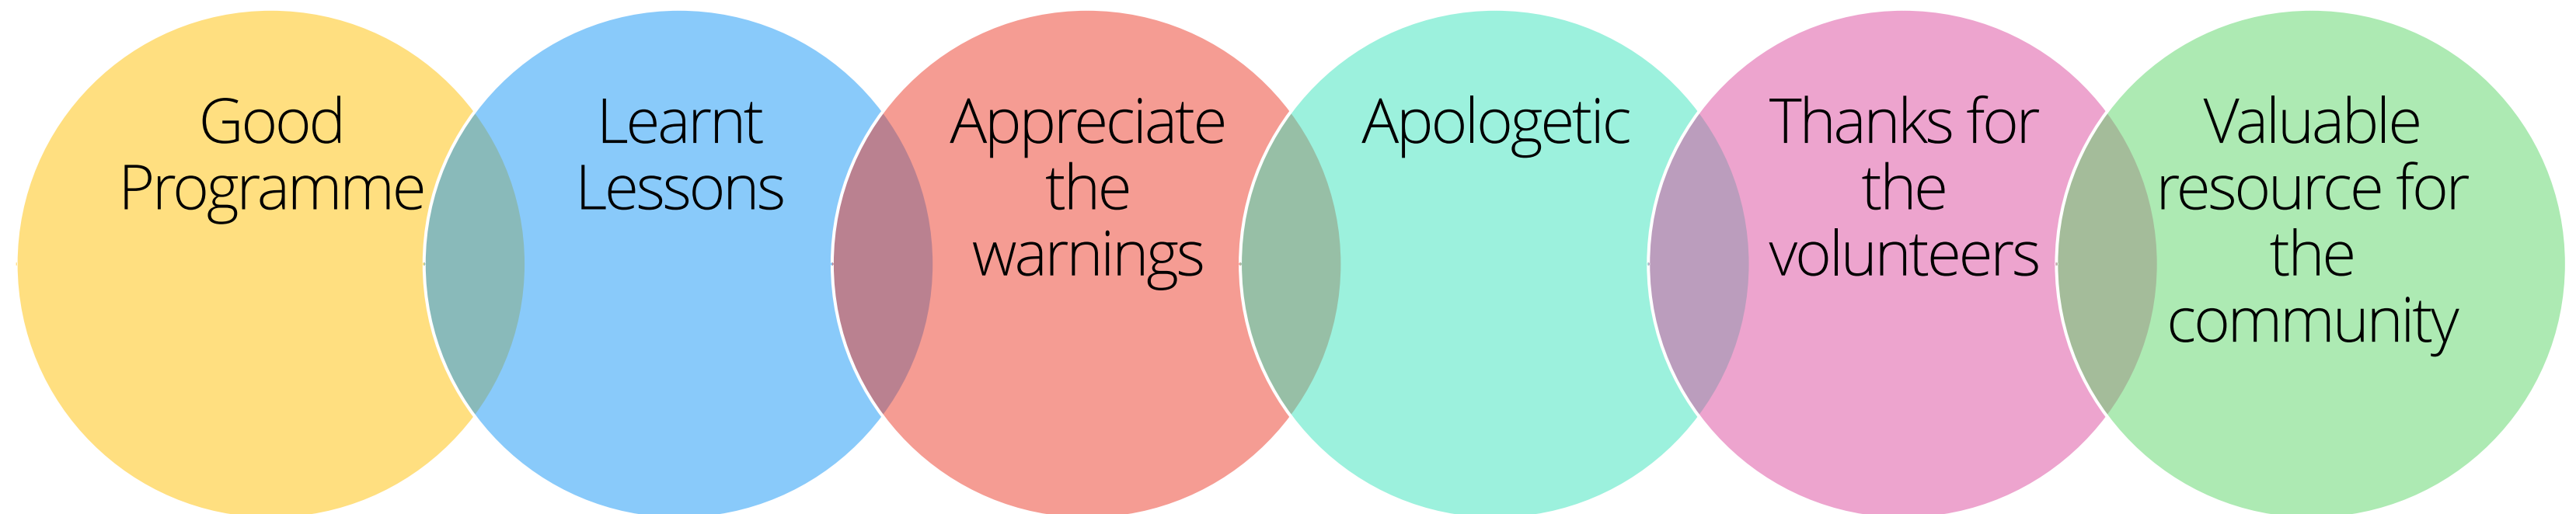 Good
Programme
Learnt
Lessons
Appreciate
the
warnings
Apologetic
Thanks for
the
volunteers
Valuable
resource for
the
community